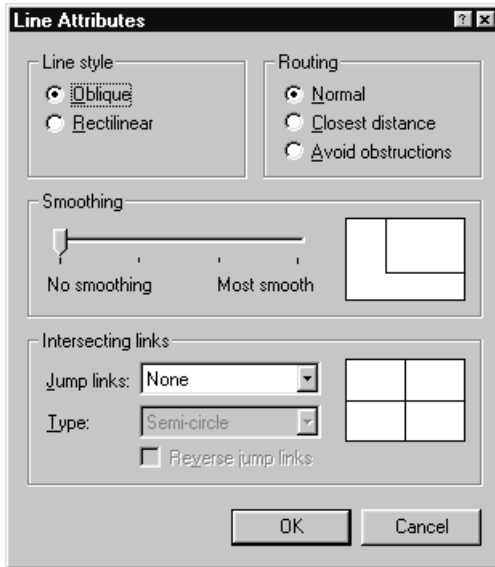 Line Attributes
Line style
Oblique
Rectilinear
Routing
Normal
Closest distance
Avoid obstructions
Smoothing
No smoothing
Most smooth
Intersecting links
Jump links: None
Type: Semi-circle
Reverse jump links
OK
Cancel